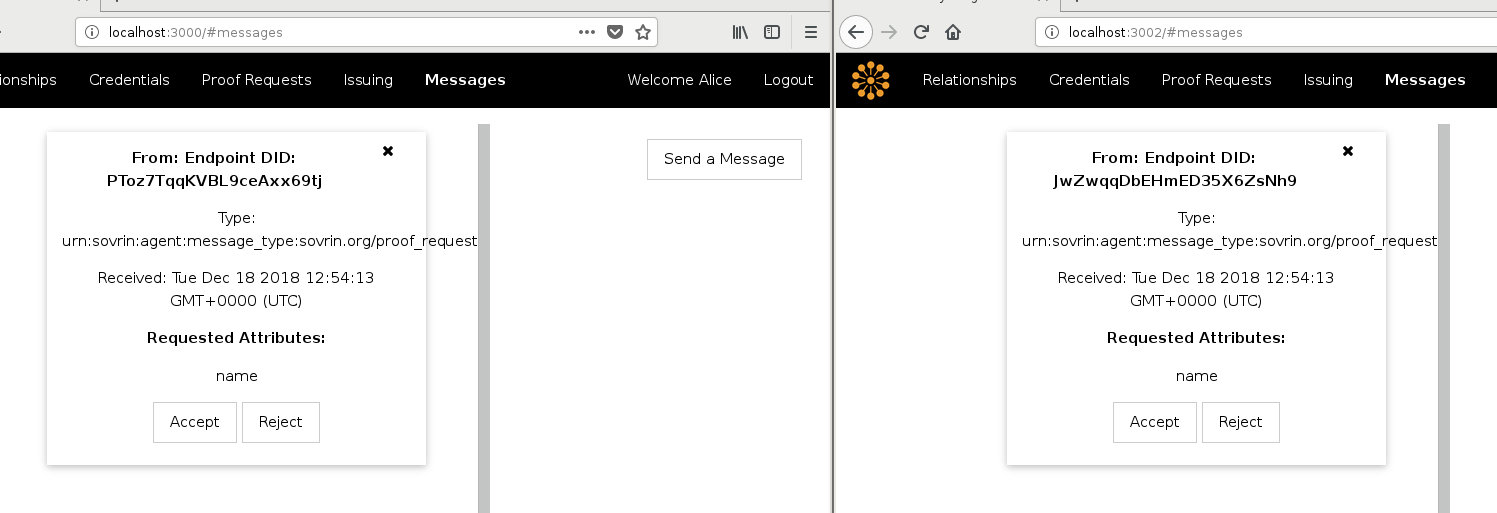 localhost:3000/#messages
onships Credentials Proof Requests Issuing Messages Welcome Alice Logout
From: Endpoint DID:
PToz7TqqKVBL9ceAxx69tj
Type:
urn:sovrin:agent:message_type:sovrin.org/proof_request
Received: Tue Dec 18 2018 12:54:13
GMT+0000 (UTC)
Requested Attributes:
name
Accept Reject
Send a Message
localhost:3002/#messages
Relationships Credentials Proof Requests Issuing Messages
From: Endpoint DID:
JwZwqqDbEHmED35X6ZsNh9
Type:
urn:sovrin:agent:message_type:sovrin.org/proof_request
Received: Tue Dec 18 2018 12:54:13
GMT+0000 (UTC)
Requested Attributes:
name
Accept Reject